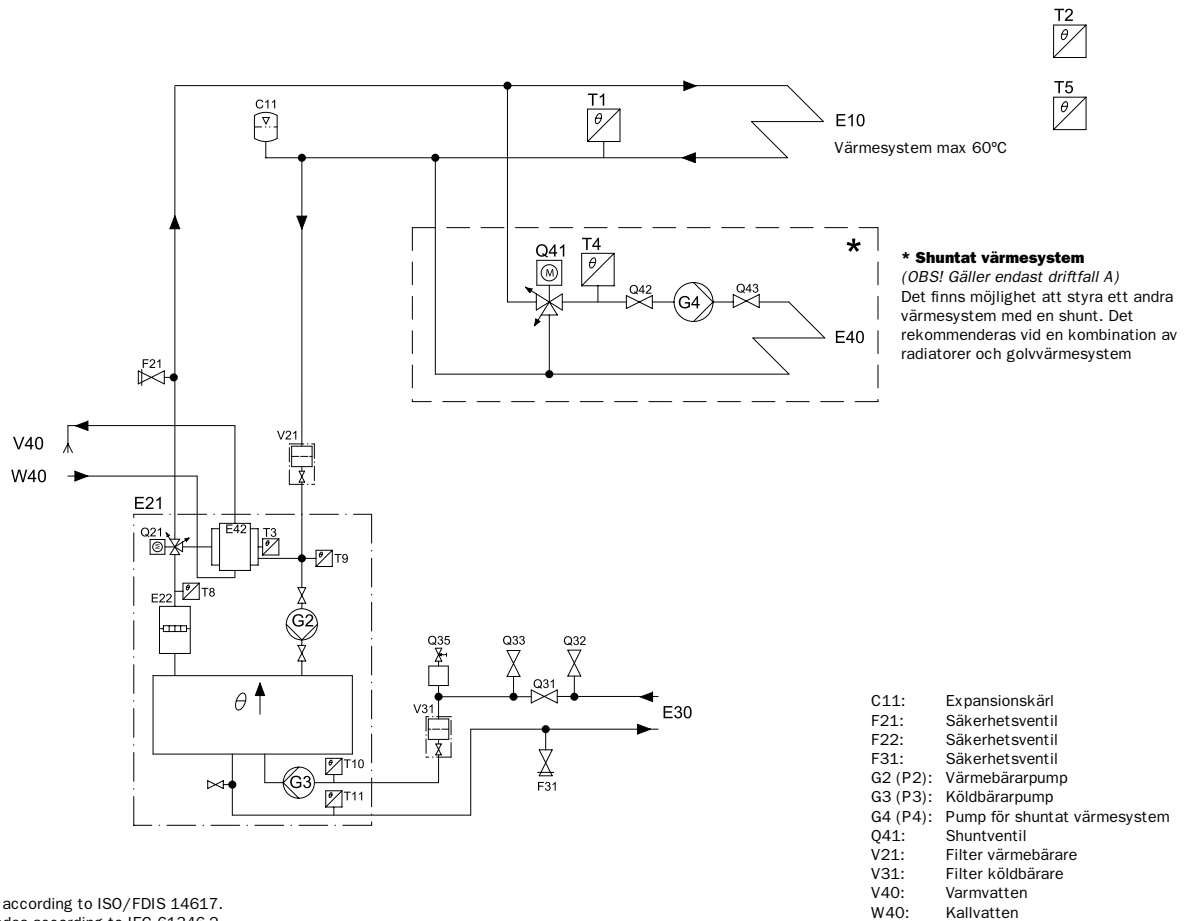 T2
θ
T5
θ
C11
T1
θ
E10
Värmesystem max 60°C
*
Q41
M
T4
θ
Q42
G4
Q43
E40
* Shuntat värmesystem
(OBS! Gäller endast driftfall A)
Det finns möjlighet att styra ett andra
värmesystem med en shunt. Det
rekommenderas vid en kombination av
radiatorer och golvvärmesystem
F21
V40
W40
V21
E21
Q21
M
E42
T3
θ
θ
T9
E22
θ
T8
G2
θ
Q35
Q33
Q32
Q31
V31
E30
G3
θ
T10
θ
T11
F31
C11: Expansionskärl
F21: Säkerhetsventil
F22: Säkerhetsventil
F31: Säkerhetsventil
G2 (P2): Värmebärarpump
G3 (P3): Köldbärarpump
G4 (P4): Pump för shuntat värmesystem
Q41: Shuntventil
V21: Filter värmebärare
V31: Filter köldbärare
V40: Varmvatten
W40: Kallvatten
according to ISO/FDIS 14617.